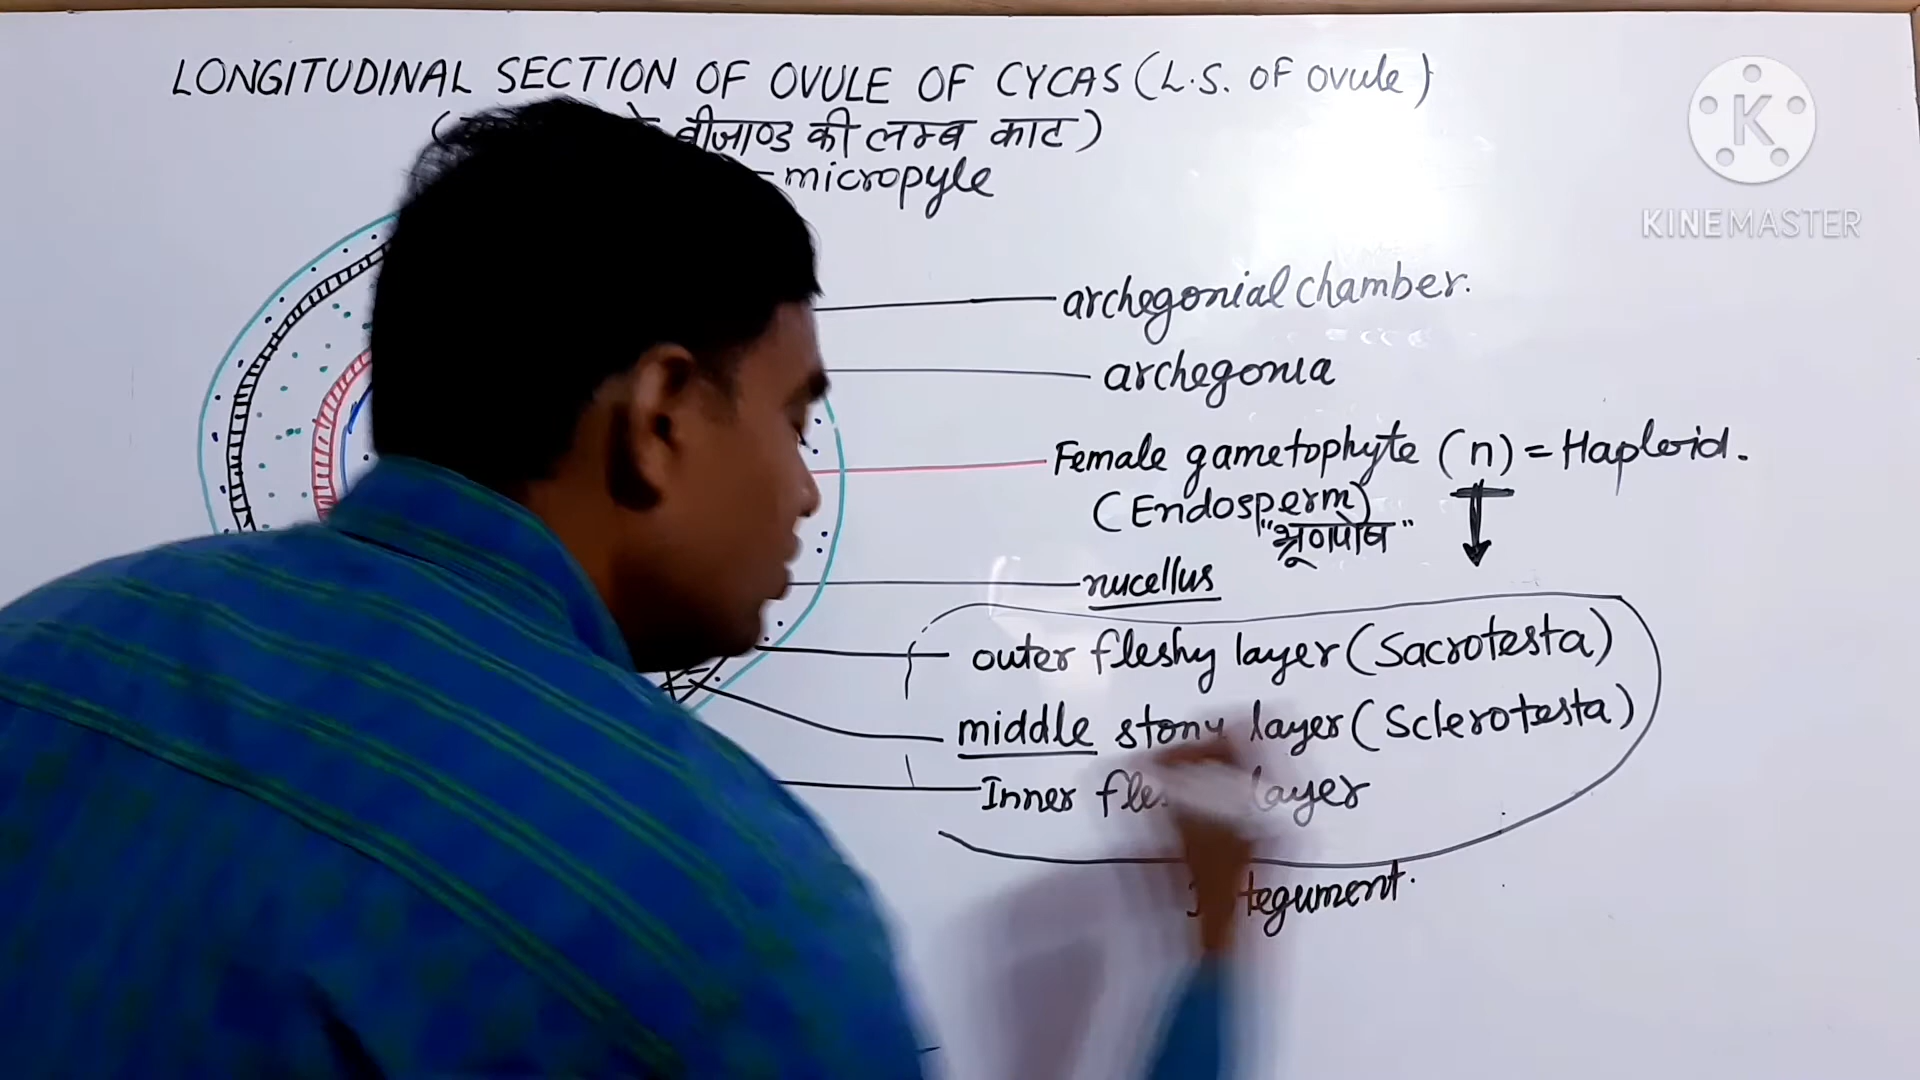 LONGITUDINAL SECTION OF OVULE OF CYCAS (L.S. OF Ovule)
बीजाण्ड की लम्ब काट)
micropyle
K
KINEMASTER
archegonial chamber.
archegonia
Female gametophyte (n) = Haploid.
(Endosperm)
"भ्रूणपोष"
nucellus
outer fleshy layer (Sacrotesta)
middle stony layer (Sclerotesta)
Inner layer